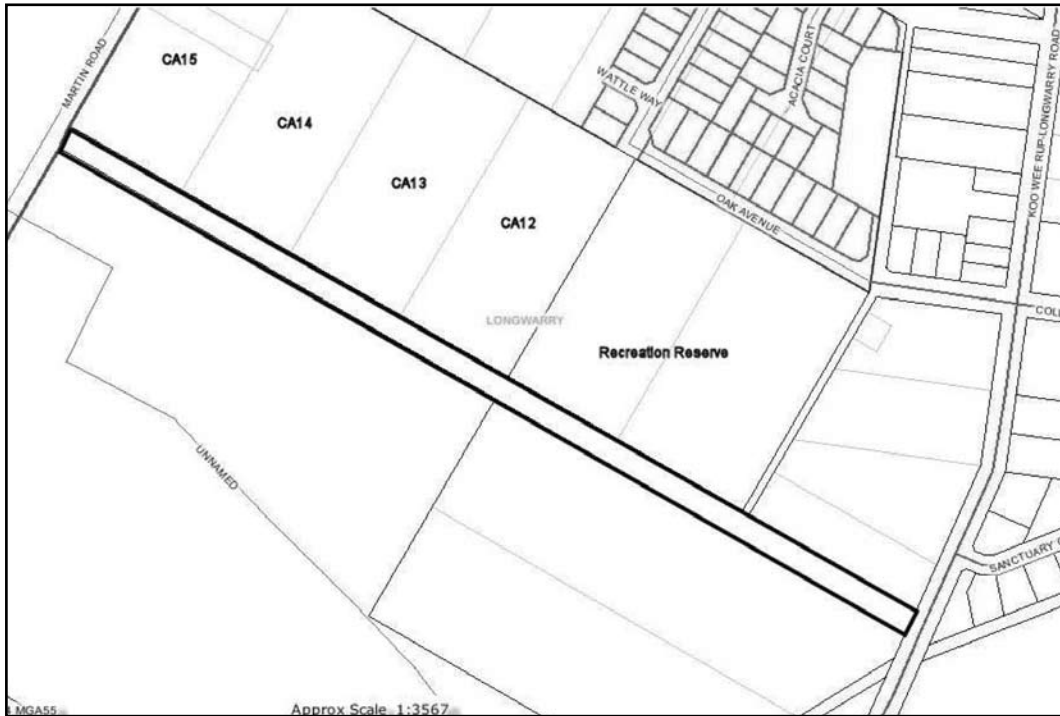 MARTIN ROAD
CA15
CA14
CA13
CA12
WATTLE WAY
ACACIA COURT
OAK AVENUE
KOO WEE RUP-LONGWARRY ROAD
LONGWARRY
Recreation Reserve
UNNAMED
SANCTUARY
MGA55
Approx Scale 1:3567